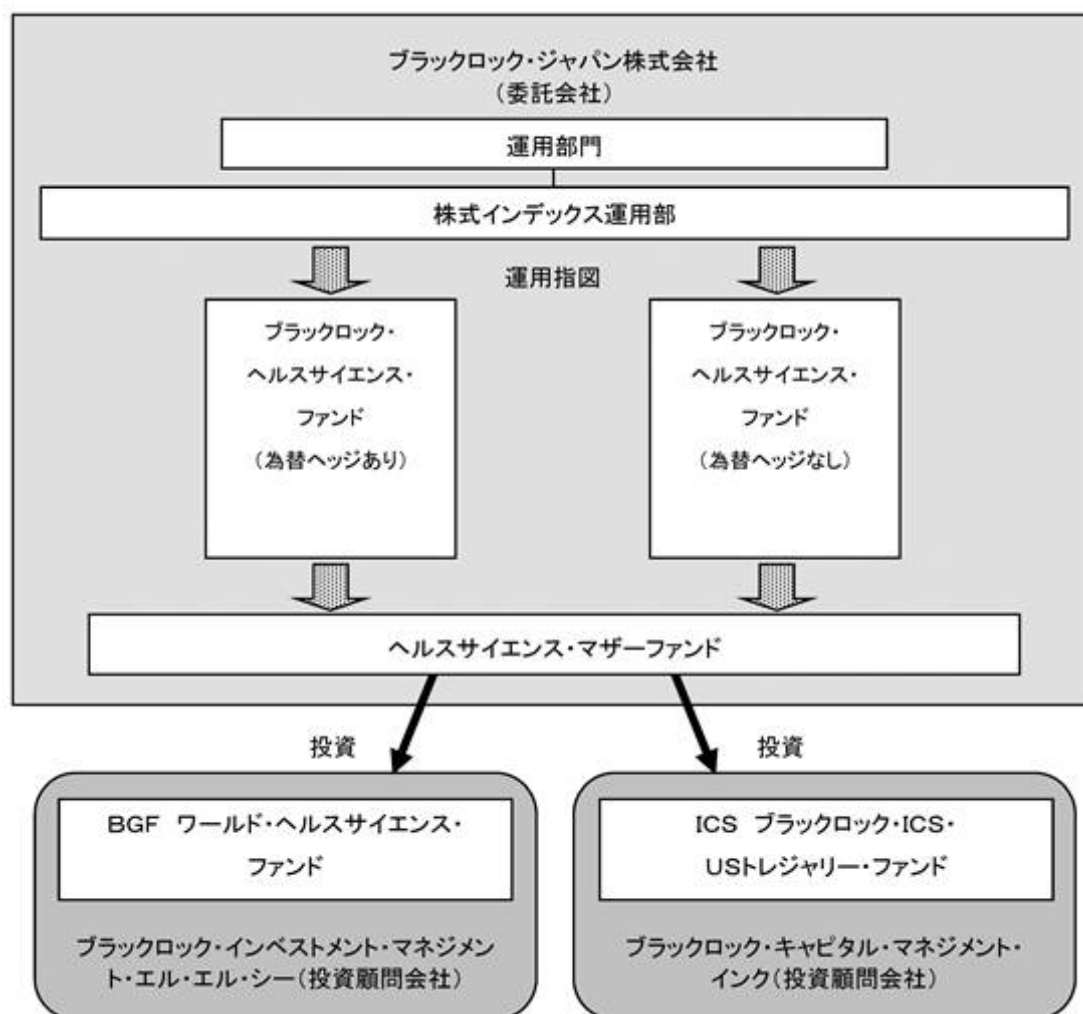 ブラックロック・ジャパン株式会社
（委託会社）
運用部門
株式インデックス運用部
運用指図
ブラックロック・
ヘルスサイエンス・
ファンド
（為替ヘッジあり）
ブラックロック・
ヘルスサイエンス・
ファンド
（為替ヘッジなし）
ヘルスサイエンス・マザーファンド
投資
投資
ＢＧＦ　ワールド・ヘルスサイエンス・
ファンド
ブラックロック・インベストメント・マネジメン
ト・エル・エル・シー（投資顧問会社）
ＩＣＳ　ブラックロック・ＩＣＳ・
ＵＳトレジャリー・ファンド
ブラックロック・キャピタル・マネジメント・
インク（投資顧問会社）